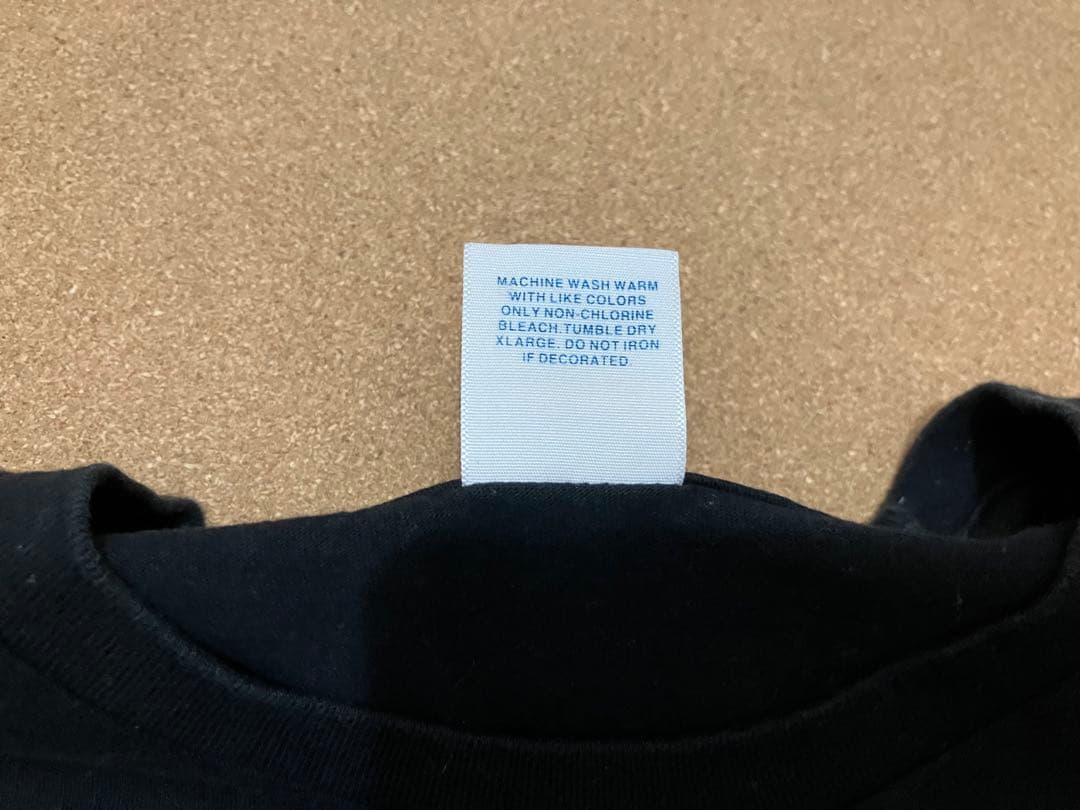 MACHINE WASH WARM
WITH LIKE COLORS
ONLY NON-CHLORINE
BLEACH.TUMBLE DRY
XLARGE. DO NOT IRON
IF DECORATED.